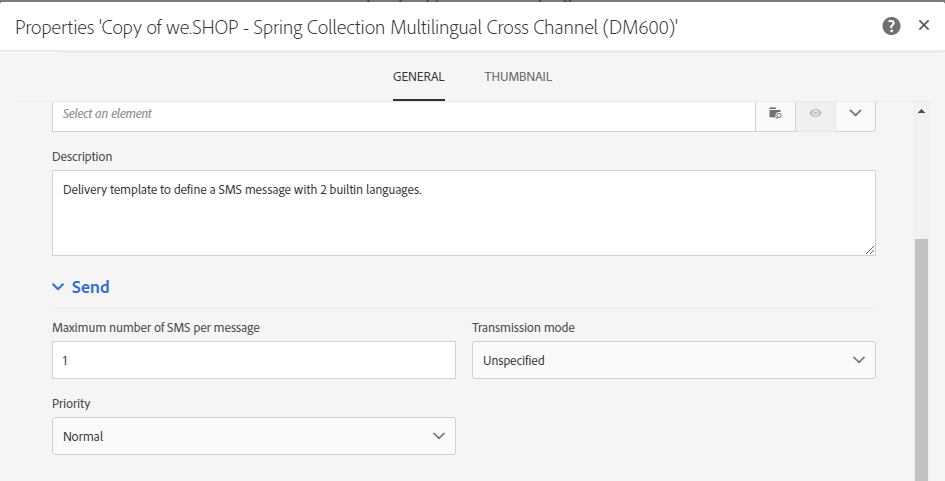 Properties 'Copy of we.SHOP - Spring Collection Multilingual Cross Channel (DM600)'
GENERAL THUMBNAIL
Select an element
Description
Delivery template to define a SMS message with 2 builtin languages.
Send
Maximum number of SMS per message Transmission mode
1 Unspecified
Priority
Normal